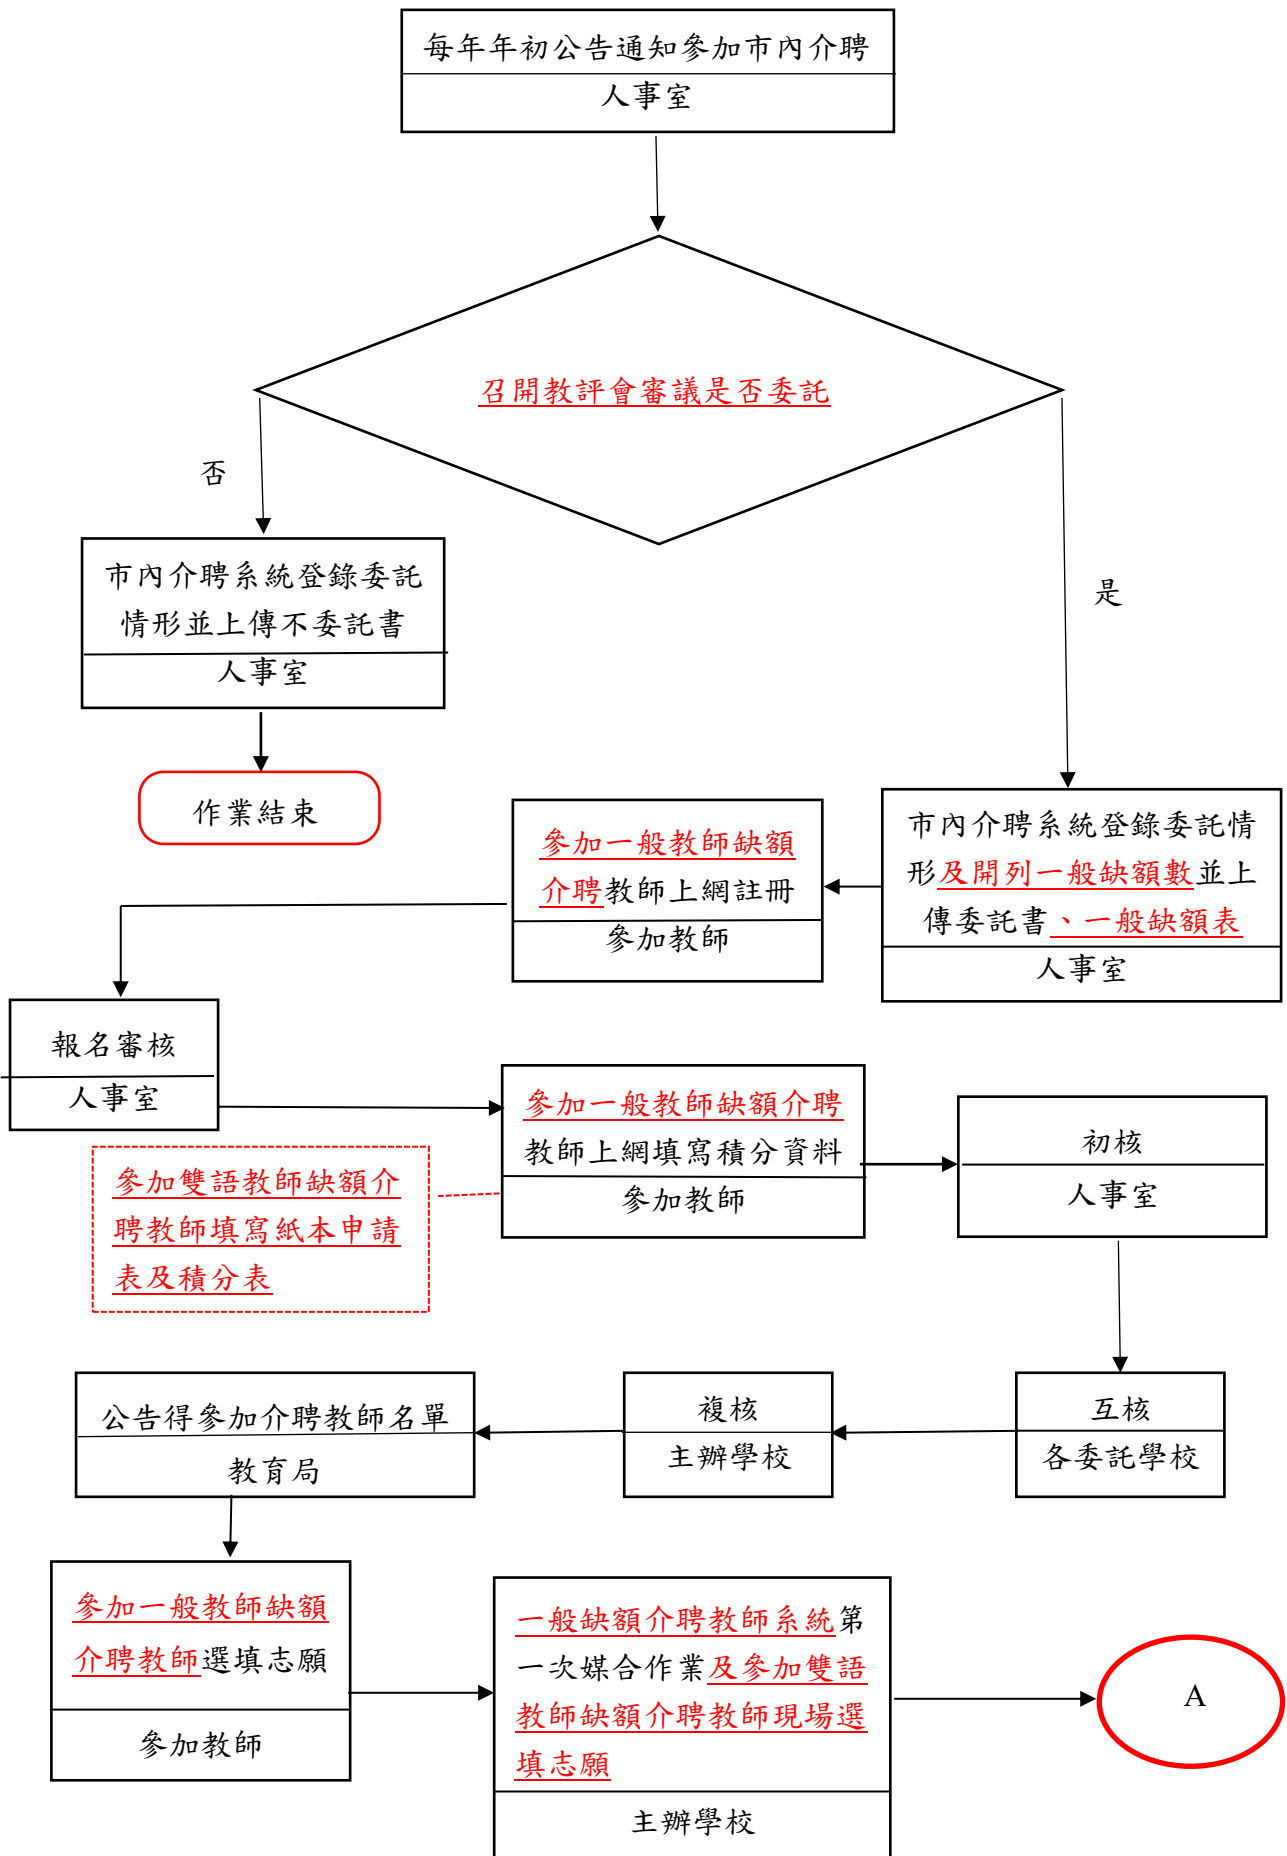 每年年初公告通知參加市內介聘
人事室
召開教評會審議是否委託
否
是
市內介聘系統登錄委託
情形並上傳不委託書
人事室
作業結束
市內介聘系統登錄委託情
形及開列一般缺額數並上
傳委託書、一般缺額表
人事室
參加一般教師缺額
介聘教師上網註冊
參加教師
報名審核
人事室
參加一般教師缺額介聘
教師上網填寫積分資料
參加教師
參加雙語教師缺額介
聘教師填寫紙本申請
表及積分表
初核
人事室
互核
各委託學校
複核
主辦學校
公告得參加介聘教師名單
教育局
參加一般教師缺額
介聘教師選填志願
參加教師
一般缺額介聘教師系統第
一次媒合作業及參加雙語
教師缺額介聘教師現場選
填志願
主辦學校
A